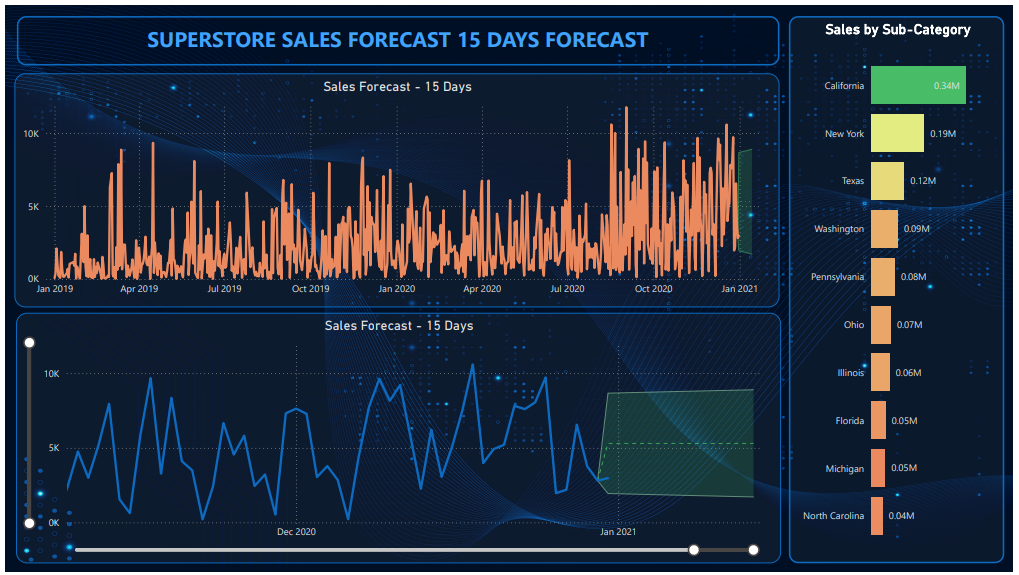 SUPERSTORE SALES FORECAST 15 DAYS FORECAST
Sales Forecast - 15 Days
10K
5K
0K
Jan 2019 Apr 2019 Jul 2019 Oct 2019 Jan 2020 Apr 2020 Jul 2020 Oct 2020 Jan 2021
Sales Forecast - 15 Days
10K
5K
0K
Dec 2020 Jan 2021
Sales by Sub-Category
California 0.34M
New York 0.19M
Texas 0.12M
Washington 0.09M
Pennsylvania 0.08M
Ohio 0.07M
Illinois 0.06M
Florida 0.05M
Michigan 0.05M
North Carolina 0.04M